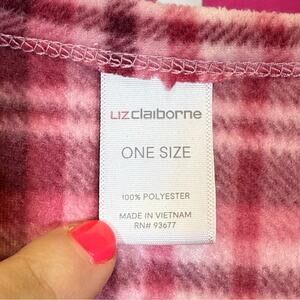 LIZ claiborne
ONE SIZE
100% POLYESTER
MADE IN VIETNAM
RN# 93677